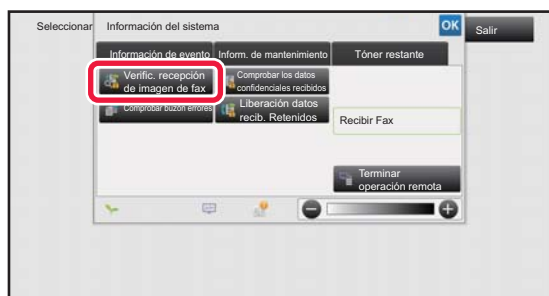 Seleccionar
Información del sistema
OK
Salir
Información de evento
Inform. de mantenimiento
Tóner restante
Verific. recepción
de imagen de fax
Comprobar los datos
confidenciales recibidos
Comprobar buzón errores
Liberación datos
recib. Retenidos
Recibir Fax
Terminar
operación remota